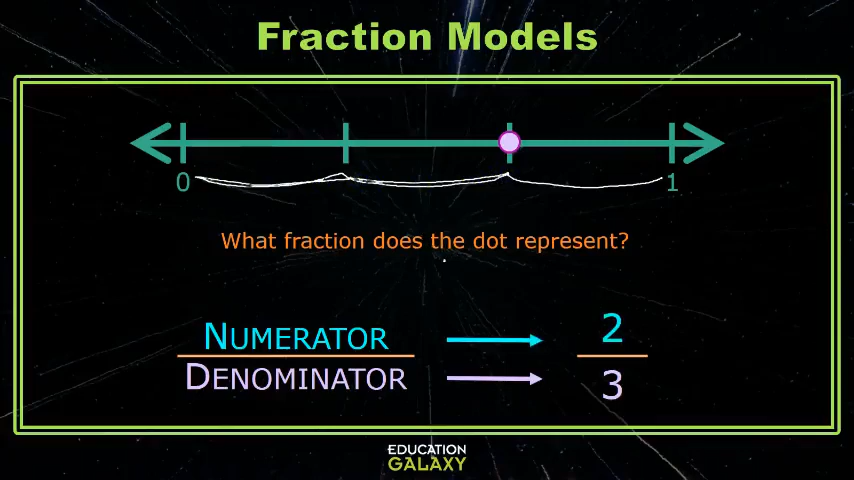 Fraction Models
0 1
What fraction does the dot represent?
NUMERATOR 2
DENOMINATOR 3
EDUCATION
GALAXY